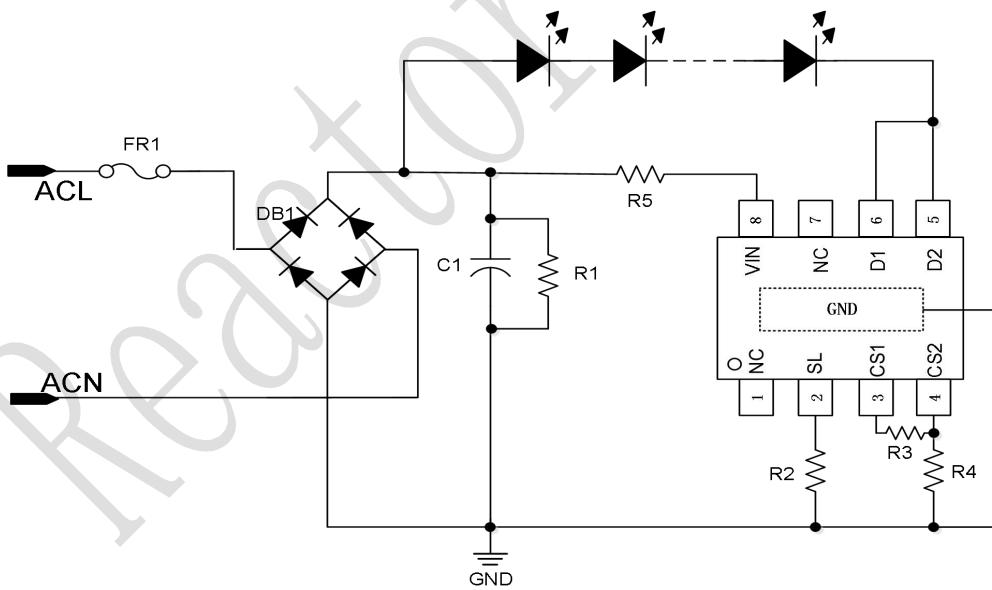 Reactor
FR1
ACL
DB1
R5
8
7
6
5
VIN
NC
D1
D2
C1
R1
GND
ACN
NC
SL
CS1
CS2
1
2
3
4
R2
R3
R4
GND